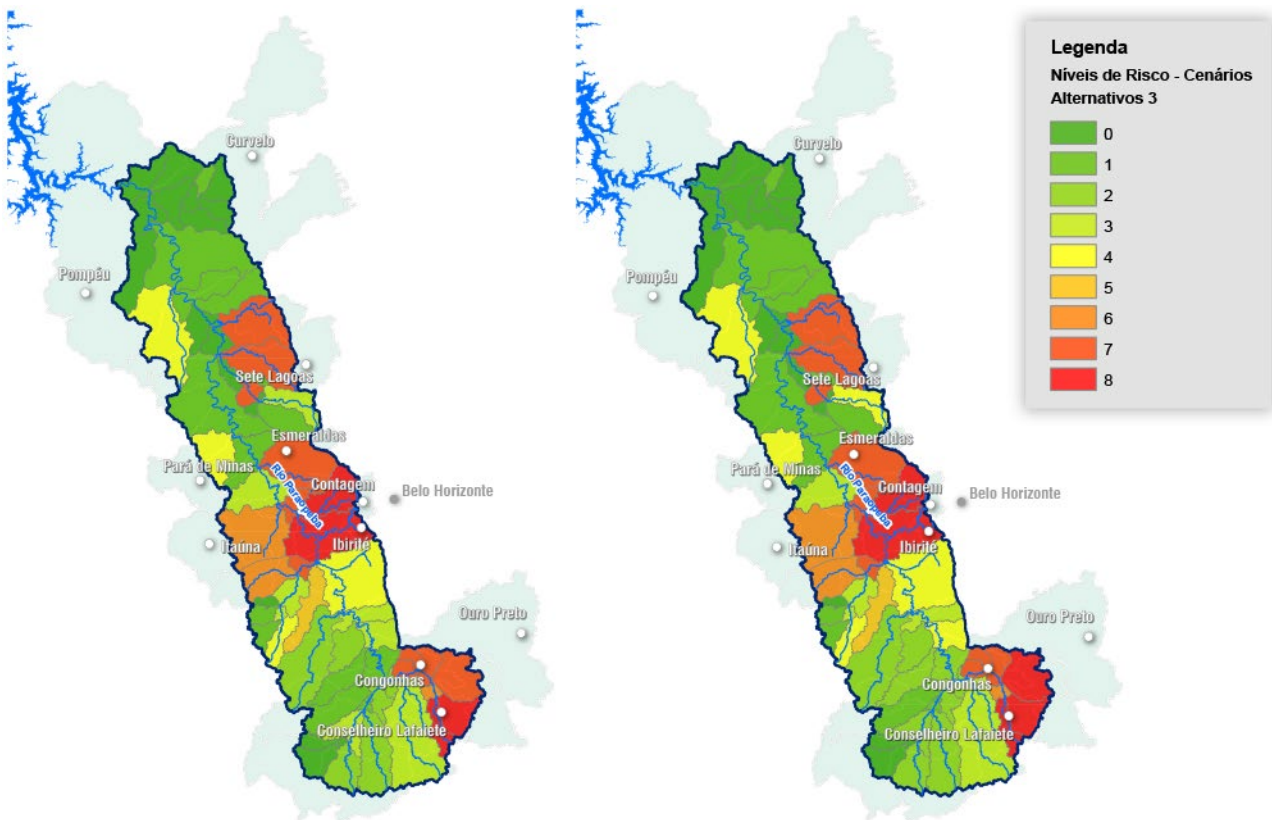 Curvelo
Pompéu
Sete Lagoas
Esmeraldas
Pará de Minas
Rio Paraopeba
Contagem
Belo Horizonte
Itaúna
Ibirité
Ouro Preto
Congonhas
Conselheiro Lafaiete
Curvelo
Pompéu
Sete Lagoas
Esmeraldas
Pará de Minas
Rio Paraopeba
Contagem
Belo Horizonte
Itaúna
Ibirité
Ouro Preto
Congonhas
Conselheiro Lafaiete
Legenda
Níveis de Risco - Cenários
Alternativos 3
0
1
2
3
4
5
6
7
8